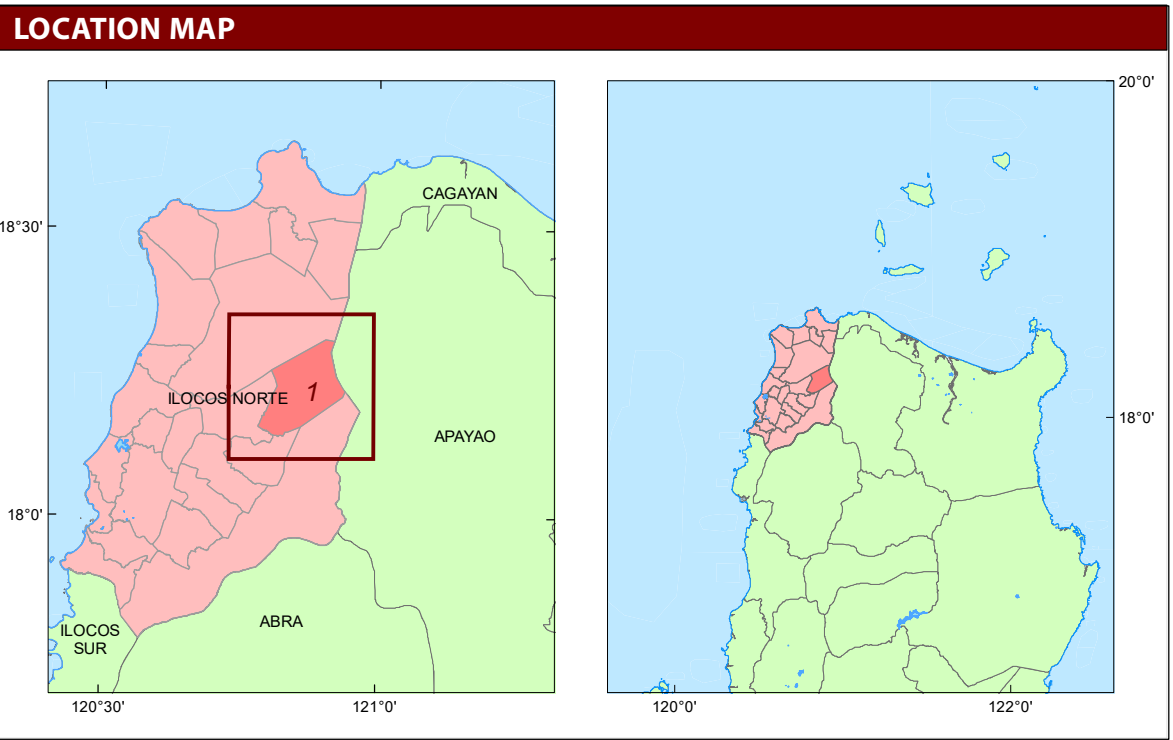 LOCATION MAP
CAGAYAN
18°30'
ILOCOS NORTE
1
APAYAO
18°0'
ABRA
ILOCOS
SUR
120°30'
121°0'
20°0'
18°0'
120°0'
122°0'